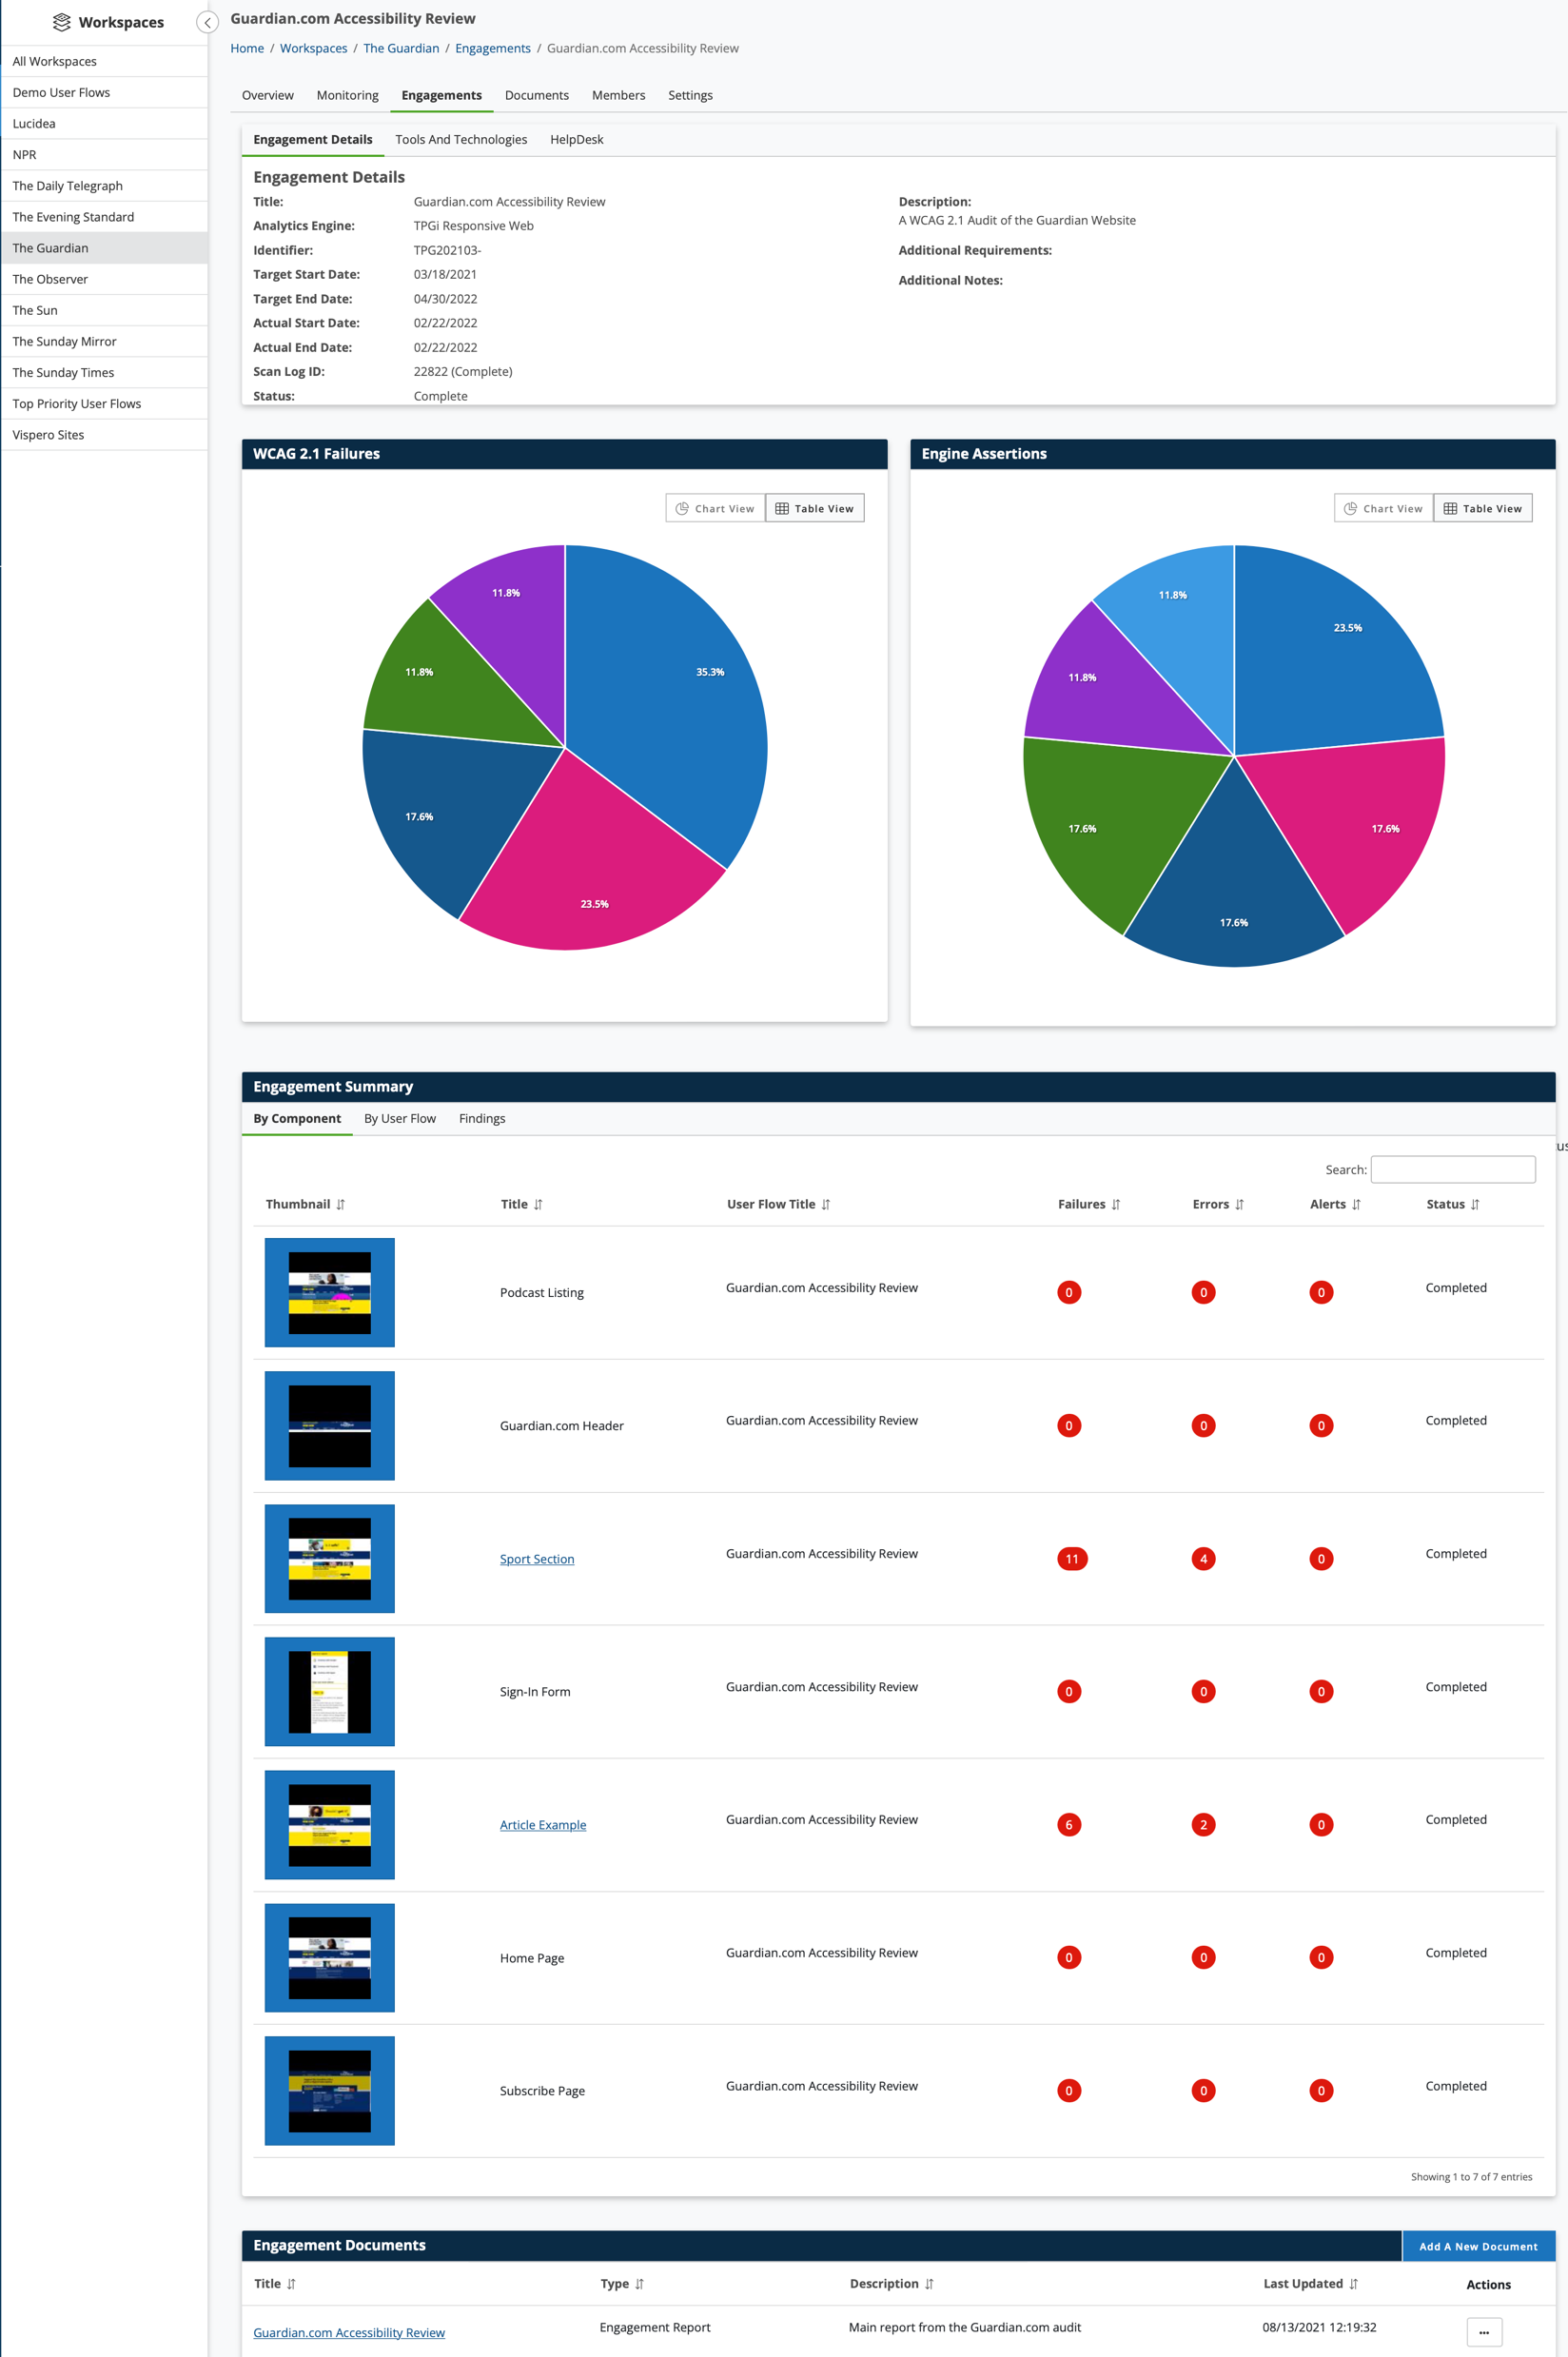 Workspaces
All Workspaces
Demo User Flows
Lucidea
NPR
The Daily Telegraph
The Evening Standard
The Guardian
The Observer
The Sun
The Sunday Mirror
The Sunday Times
Top Priority User Flows
Vispero Sites
Guardian.com Accessibility Review
Home / Workspaces / The Guardian / Engagements / Guardian.com Accessibility Review
Overview Monitoring Engagements Documents Members Settings
Engagement Details Tools And Technologies HelpDesk
Engagement Details
Title: Guardian.com Accessibility Review
Analytics Engine: TPGi Responsive Web
Identifier: TPG202103-
Target Start Date: 03/18/2021
Target End Date: 04/30/2022
Actual Start Date: 02/22/2022
Actual End Date: 02/22/2022
Scan Log ID: 22822 (Complete)
Status: Complete
Description:
A WCAG 2.1 Audit of the Guardian Website
Additional Requirements:
Additional Notes:
WCAG 2.1 Failures
Chart View Table View
11.8%
35.3%
11.8%
17.6%
23.5%
Engine Assertions
Chart View Table View
11.8%
23.5%
11.8%
17.6%
17.6%
17.6%
Engagement Summary
By Component By User Flow Findings
Search:
Thumbnail Title User Flow Title Failures Errors Alerts Status
Podcast Listing Guardian.com Accessibility Review 0 0 0 Completed
Guardian.com Header Guardian.com Accessibility Review 0 0 0 Completed
Sport Section Guardian.com Accessibility Review 11 4 0 Completed
Sign-In Form Guardian.com Accessibility Review 0 0 0 Completed
Article Example Guardian.com Accessibility Review 6 2 0 Completed
Home Page Guardian.com Accessibility Review 0 0 0 Completed
Subscribe Page Guardian.com Accessibility Review 0 0 0 Completed
Showing 1 to 7 of 7 entries
Engagement Documents Add A New Document
Title Type Description Last Updated Actions
Guardian.com Accessibility Review Engagement Report Main report from the Guardian.com audit 08/13/2021 12:19:32 ...